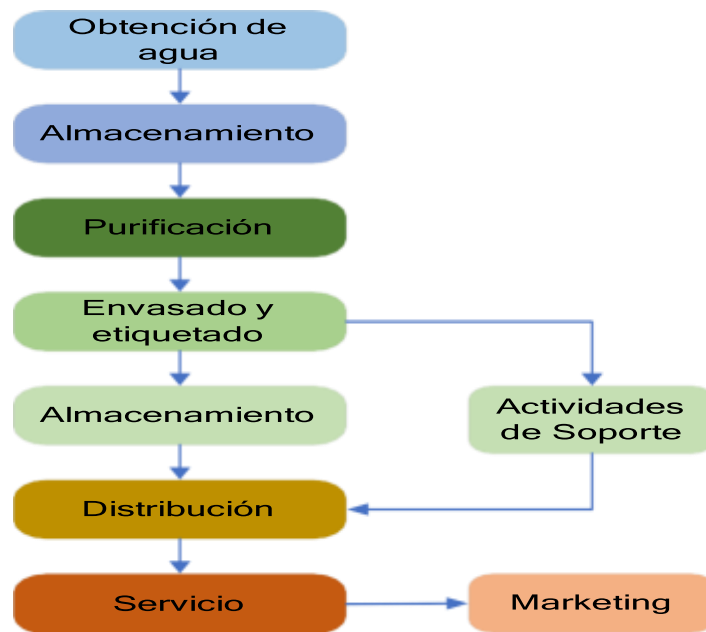 Obtención de
agua
Almacenamiento
Purificación
Envasado y
etiquetado
Almacenamiento
Actividades
de Soporte
Distribución
Servicio
Marketing